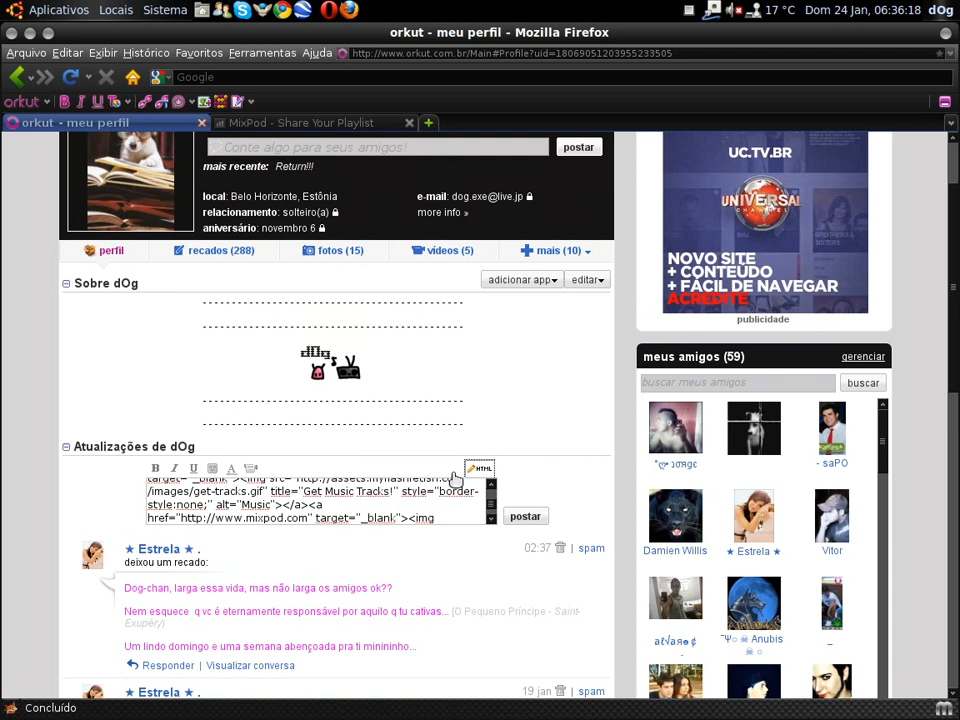 Aplicativos Locais Sistema 17 °C Dom 24 Jan, 06:36:18 dOg
orkut - meu perfil - Mozilla Firefox
Arquivo Editar Exibir Histórico Favoritos Ferramentas Ajuda http://www.orkut.com.br/Main#Profile?uid=18069051203955233505
Google
orkut B I U
orkut - meu perfil MixPod - Share Your Playlist
Conte algo para seus amigos! postar
mais recente: Return!!!
local: Belo Horizonte, Estônia e-mail: dog.exe@live.jp
relacionamento: solteiro(a) more info »
aniversário: novembro 6
UC.TV.BR
UNIVERSAL
CHANNEL
NOVO SITE
+ CONTEÚDO
+ FÁCIL DE NAVEGAR
ACREDITE
publicidade
perfil recados (288) fotos (15) vídeos (5) mais (10)
Sobre dOg adicionar app editar
dOg
Atualizações de dOg
B I U A HTML
/images/get-tracks.gif" title="Get Music Tracks!" style="border-
style:none;" alt="Music"></a><a
href="http://www.mixpod.com" target="_blank"><img
postar
★ Estrela ★ . 02:37 | spam
deixou um recado:
Dog-chan, larga essa vida, mas não larga os amigos ok??
Nem esquece q vc é eternamente responsável por aquilo q tu cativas... [O Pequeno Príncipe - Saint-
Exupéry)
Um lindo domingo e uma semana abençoada pra ti minininho...
Responder | Visualizar conversa
★ Estrela ★ . 19 jan | spam
meus amigos (59) gerenciar
buscar meus amigos buscar
- saPO
Damien Willis ★ Estrela ★ Vitor
Anubis
Concluído